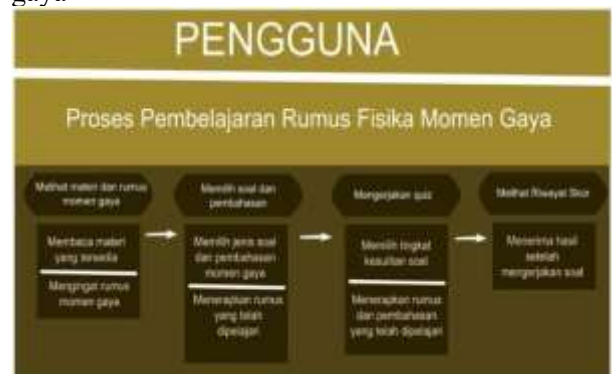 gaya
PENGGUNA
Proses Pembelajaran Rumus Fisika Momen Gaya
Melihat materi dan rumus
momen gaya
Membaca materi
yang tersedia
Mengingat rumus
momen gaya
Memilih soal dan
pembahasan
Memilih jenis soal
dan pembahasan
momen gaya
Menerapkan rumus
yang telah
dipelajari
Mengerjakan quiz
Memilih tingkat
kesulitan soal
Menerapkan rumus
dan pembahasan
yang telah dipelajari
Melihat Riwayat Skor
Menerima hasil
setelah
mengerjakan soal